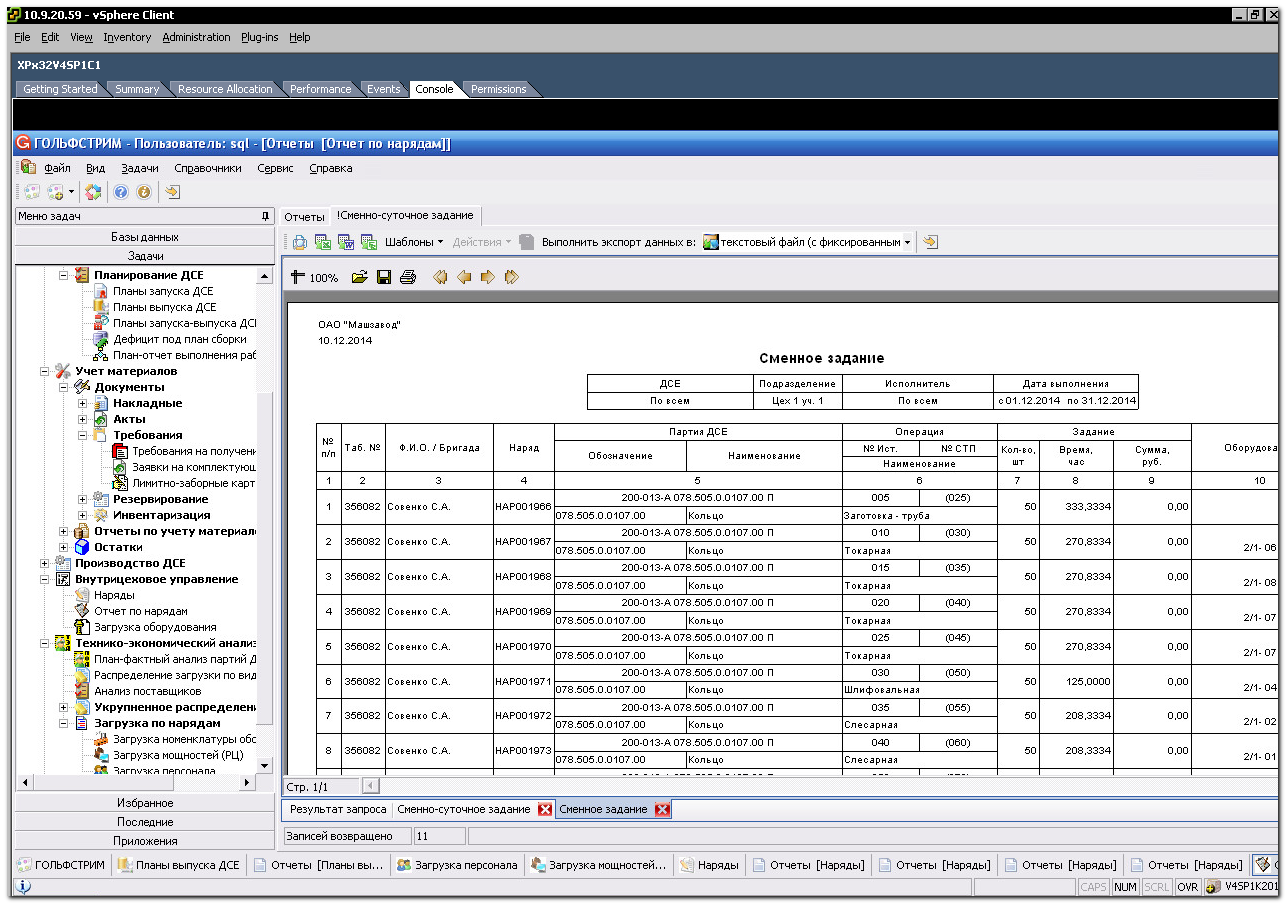 10.9.20.59 - vSphere Client
File Edit View Inventory Administration Plug-ins Help
XPx32V4SP1C1
Getting Started Summary Resource Allocation Performance Events Console Permissions
ГОЛЬФСТРИМ - Пользователь: sql - [Отчеты [Отчет по нарядам]]
Файл Вид Задачи Справочники Сервис Справка
Меню задач
Базы данных
Задачи
Планирование ДСЕ
Планы запуска ДСЕ
Планы выпуска ДСЕ
Планы запуска-выпуска ДСЕ
Дефицит под план сборки
План-отчет выполнения раб
Учет материалов
Документы
Накладные
Акты
Требования
Требования на получени
Заявки на комплектующ
Лимитно-заборные карт
Резервирование
Инвентаризация
Отчеты по учету материал
Остатки
Производство ДСЕ
Внутрицеховое управление
Наряды
Отчет по нарядам
Загрузка оборудования
Технико-экономический анализ
План-фактный анализ партий Д
Распределение загрузки по вид
Анализ поставщиков
Укрупненное распределени
Загрузка по нарядам
Загрузка номенклатуры обо
Загрузка мощностей (РЦ)
Загрузка персонала
Избранное
Последние
Приложения
Отчеты !Сменно-суточное задание
Шаблоны Действия Выполнить экспорт данных в: текстовый файл (с фиксированным
100%
ОАО "Машзавод"
10.12.2014
Сменное задание
ДСЕ Подразделение Исполнитель Дата выполнения
По всем Цех 1 уч. 1 По всем с 01.12.2014 по 31.12.2014
№ п/п Таб. № Ф.И.О. / Бригада Наряд Партия ДСЕ Операция Задание Оборудова
Обозначение Наименование № Ист. № СТП Наименование Кол-во, шт Время, час Сумма, руб.
1 2 3 4 5 6 7 8 9 10
1 356082 Совенко С.А. НАР001966 200-013-А 078.505.0.0107.00 П 005 (025) 50 333,3334 0,00
078.505.0.0107.00 Кольцо Заготовка - труба
2 356082 Совенко С.А. НАР001967 200-013-А 078.505.0.0107.00 П 010 (030) 50 270,8334 0,00
078.505.0.0107.00 Кольцо Токарная 2/1- 06
3 356082 Совенко С.А. НАР001968 200-013-А 078.505.0.0107.00 П 015 (035) 50 270,8334 0,00
078.505.0.0107.00 Кольцо Токарная 2/1- 08
4 356082 Совенко С.А. НАР001969 200-013-А 078.505.0.0107.00 П 020 (040) 50 270,8334 0,00
078.505.0.0107.00 Кольцо Токарная 2/1- 07
5 356082 Совенко С.А. НАР001970 200-013-А 078.505.0.0107.00 П 025 (045) 50 270,8334 0,00
078.505.0.0107.00 Кольцо Токарная 2/1- 07
6 356082 Совенко С.А. НАР001971 200-013-А 078.505.0.0107.00 П 030 (050) 50 125,0000 0,00
078.505.0.0107.00 Кольцо Шлифовальная 2/1- 04
7 356082 Совенко С.А. НАР001972 200-013-А 078.505.0.0107.00 П 035 (055) 50 208,3334 0,00
078.505.0.0107.00 Кольцо Слесарная 2/1- 02
8 356082 Совенко С.А. НАР001973 200-013-А 078.505.0.0107.00 П 040 (060) 50 208,3334 0,00
078.505.0.0107.00 Кольцо Слесарная 2/1- 01
Стр. 1/1
Результат запроса Сменно-суточное задание Сменное задание
Записей возвращено 11
ГОЛЬФСТРИМ Планы выпуска ДСЕ Отчеты [Планы вы... Загрузка персонала Загрузка мощностей... Наряды Отчеты [Наряды] Отчеты [Наряды] Отчеты [Наряды] Отчеты [Наряды]
CAPS NUM SCRL OVR V4SP1K201